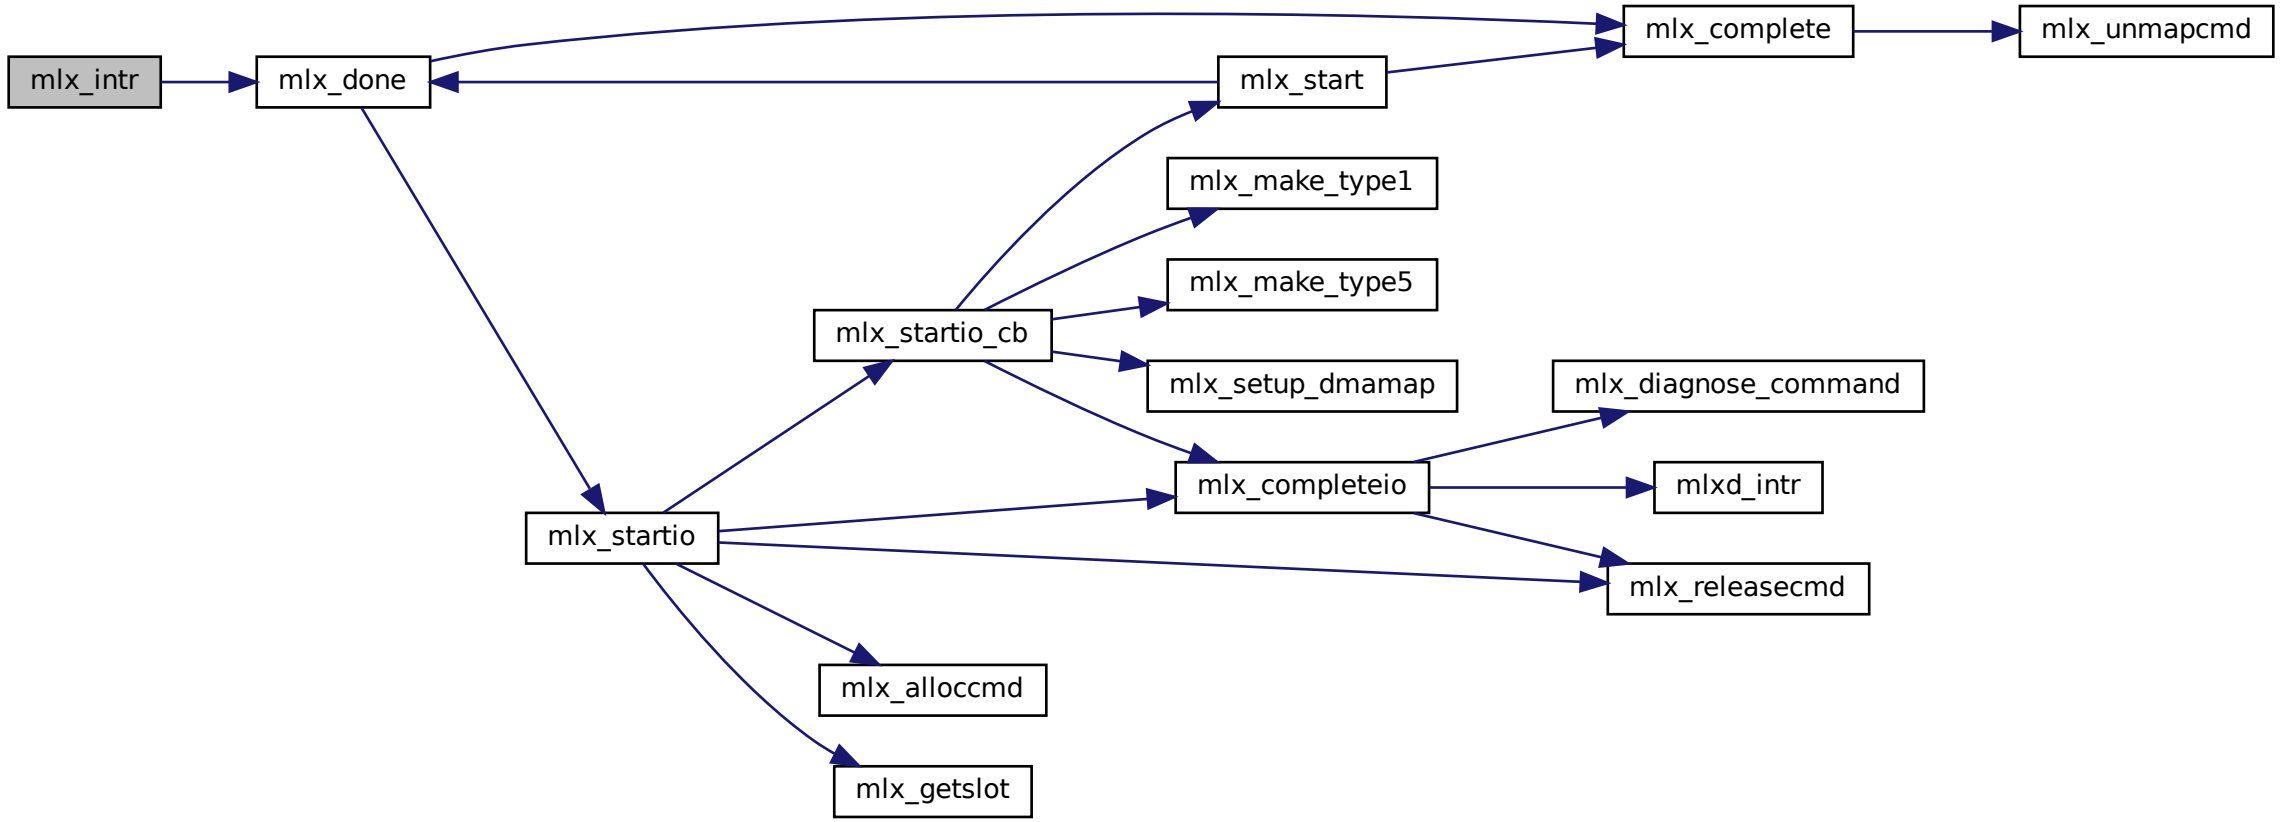 mlx_intr
mlx_done
mlx_complete
mlx_unmapcmd
mlx_start
mlx_make_type1
mlx_make_type5
mlx_startio_cb
mlx_setup_dmamap
mlx_diagnose_command
mlx_completeio
mlxd_intr
mlx_startio
mlx_releasecmd
mlx_alloccmd
mlx_getslot